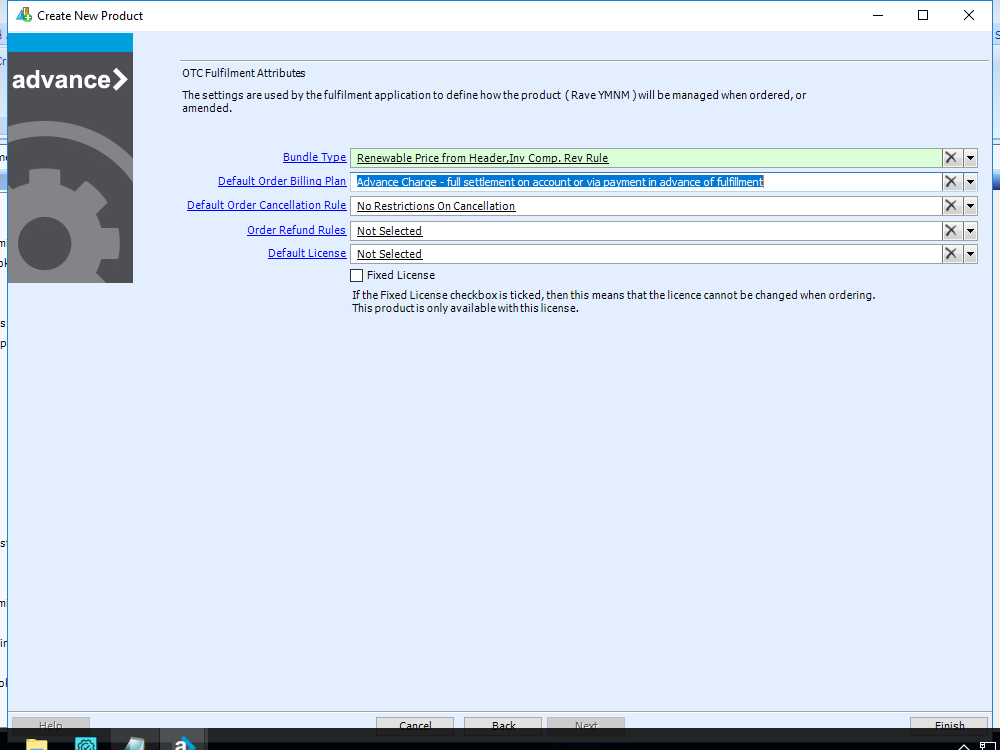 Create New Product
advance
OTC Fulfilment Attributes
The settings are used by the fulfilment application to define how the product ( Rave YMNM ) will be managed when ordered, or
amended.
Bundle Type Renewable Price from Header,Inv Comp. Rev Rule
Default Order Billing Plan Advance Charge - full settlement on account or via payment in advance of fulfillment
Default Order Cancellation Rule No Restrictions On Cancellation
Order Refund Rules Not Selected
Default License Not Selected
Fixed License
If the Fixed License checkbox is ticked, then this means that the licence cannot be changed when ordering.
This product is only available with this license.
Help Cancel Back Next Finish